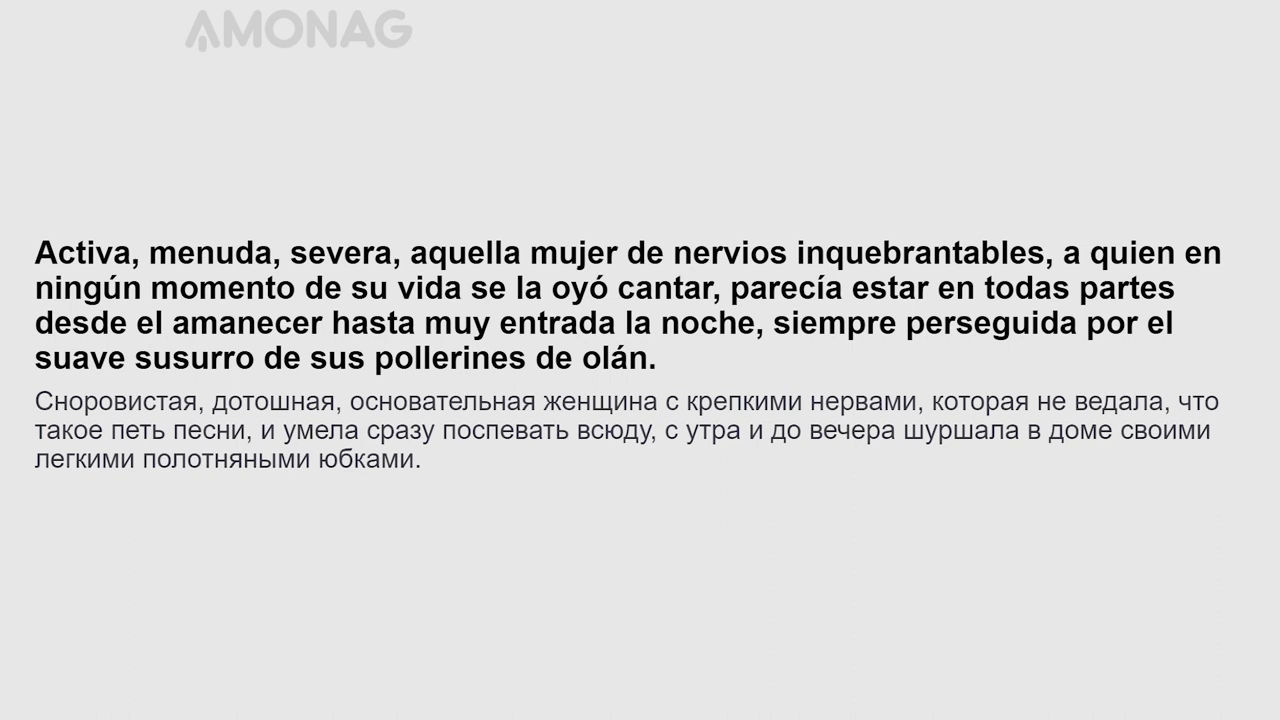 AMONAG
Activa, menuda, severa, aquella mujer de nervios inquebrantables, a quien en
ningún momento de su vida se la oyó cantar, parecía estar en todas partes
desde el amanecer hasta muy entrada la noche, siempre perseguida por el
suave susurro de sus pollerines de olán.
Сноровистая, дотошная, основательная женщина с крепкими нервами, которая не ведала, что
такое петь песни, и умела сразу поспевать всюду, с утра и до вечера шуршала в доме своими
легкими полотняными юбками.